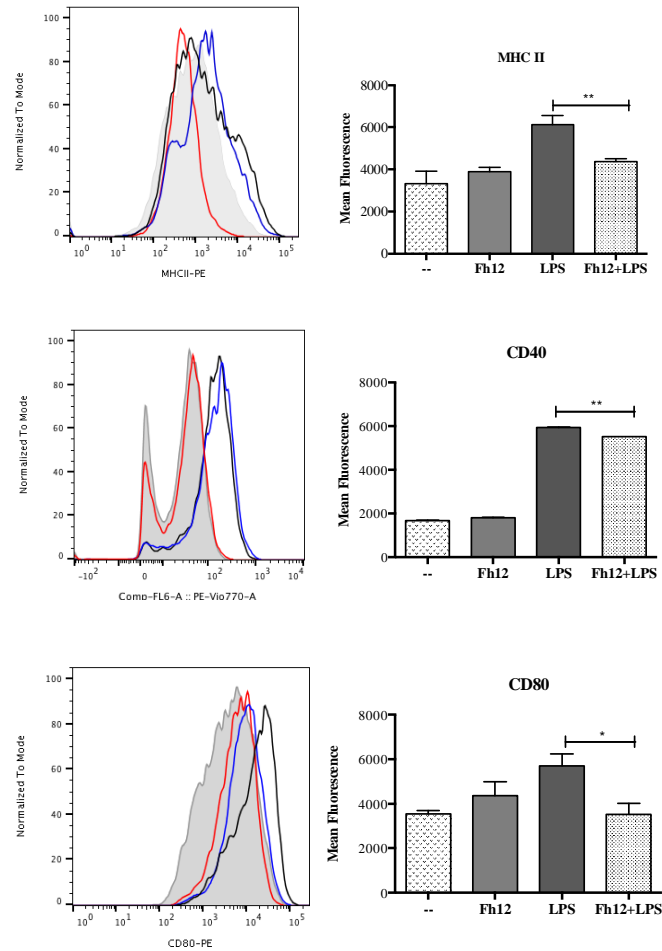 Normalized To Mode
100
80
60
40
20
0
10^0 10^1 10^2 10^3 10^4 10^5
MHCII-PE
MHC II
Mean Fluorescence
8000
6000
4000
2000
0
**
-- Fh12 LPS Fh12+LPS
Normalized To Mode
100
80
60
40
20
0
-10^2 0 10^2 10^3 10^4
Comp-FL6-A :: PE-Vio770-A
CD40
Mean Fluorescence
8000
6000
4000
2000
0
**
-- Fh12 LPS Fh12+LPS
Normalized To Mode
100
80
60
40
20
0
10^0 10^1 10^2 10^3 10^4 10^5
CD80-PE
CD80
Mean Fluorescence
8000
6000
4000
2000
0
*
-- Fh12 LPS Fh12+LPS